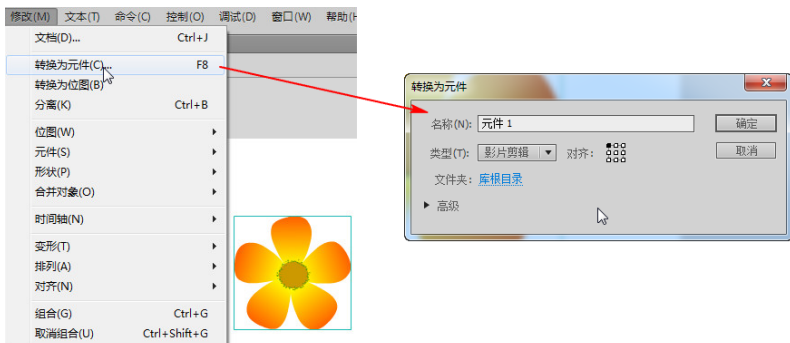 修改(M) 文本(T) 命令(C) 控制(O) 调试(D) 窗口(W) 帮助(H
文档(D)... Ctrl+J
转换为元件(C)... F8
转换为位图(B)
分离(K) Ctrl+B
位图(W)
元件(S)
形状(P)
合并对象(O)
时间轴(N)
变形(T)
排列(A)
对齐(N)
组合(G) Ctrl+G
取消组合(U) Ctrl+Shift+G
转换为元件
名称(N): 元件 1 确定
类型(T): 影片剪辑 对齐: 取消
文件夹: 库根目录
高级